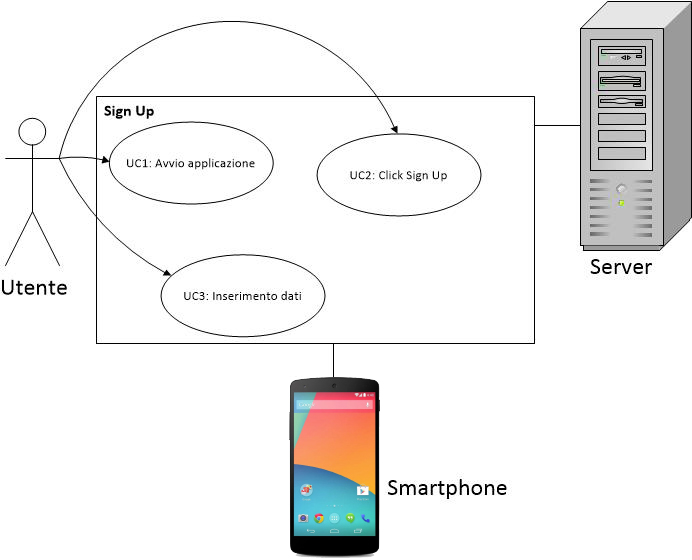 Sign Up
UC1: Avvio applicazione
UC2: Click Sign Up
UC3: Inserimento dati
Utente
Server
Smartphone